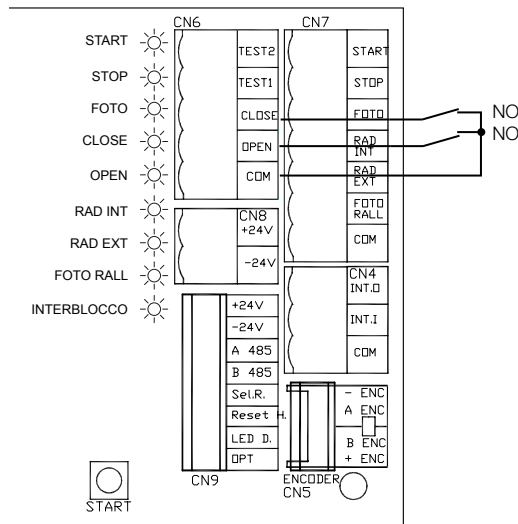 START
STOP
FOTO
CLOSE
OPEN
RAD INT
RAD EXT
FOTO RALL
INTERBLOCCO
START
CN6
TEST2
TEST1
CLOSE
OPEN
COM
CN8
+24V
-24V
+24V
-24V
A 485
B 485
Sel.R.
Reset H.
LED D.
OPT
CN9
CN7
START
STOP
FOTO
RAD
INT
RAD
EXT
FOTO
RALL
COM
CN4
INT.O
INT.I
COM
- ENC
A ENC
B ENC
+ ENC
ENCODER
CN5
NO
NO